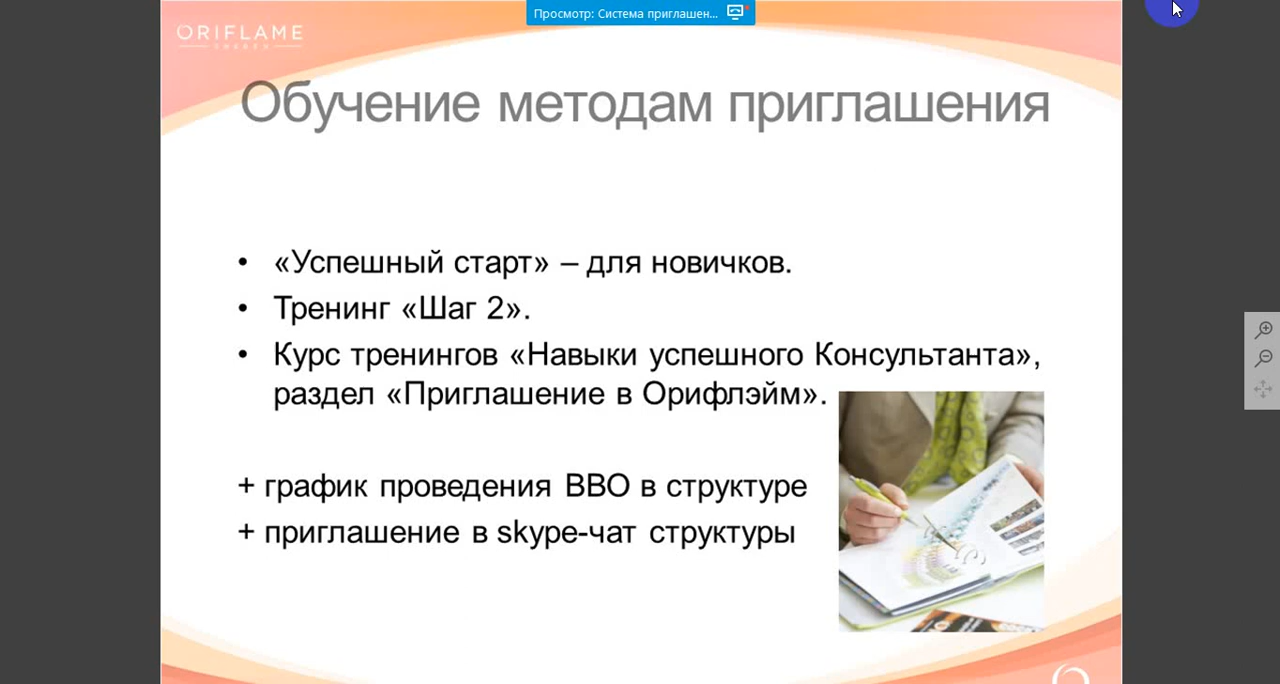 Просмотр: Система приглашен...
ORIFLAME
SWEDEN
Обучение методам приглашения
• «Успешный старт» – для новичков.
• Тренинг «Шаг 2».
• Курс тренингов «Навыки успешного Консультанта»,
раздел «Приглашение в Орифлэйм».
+ график проведения ВВО в структуре
+ приглашение в skype-чат структуры